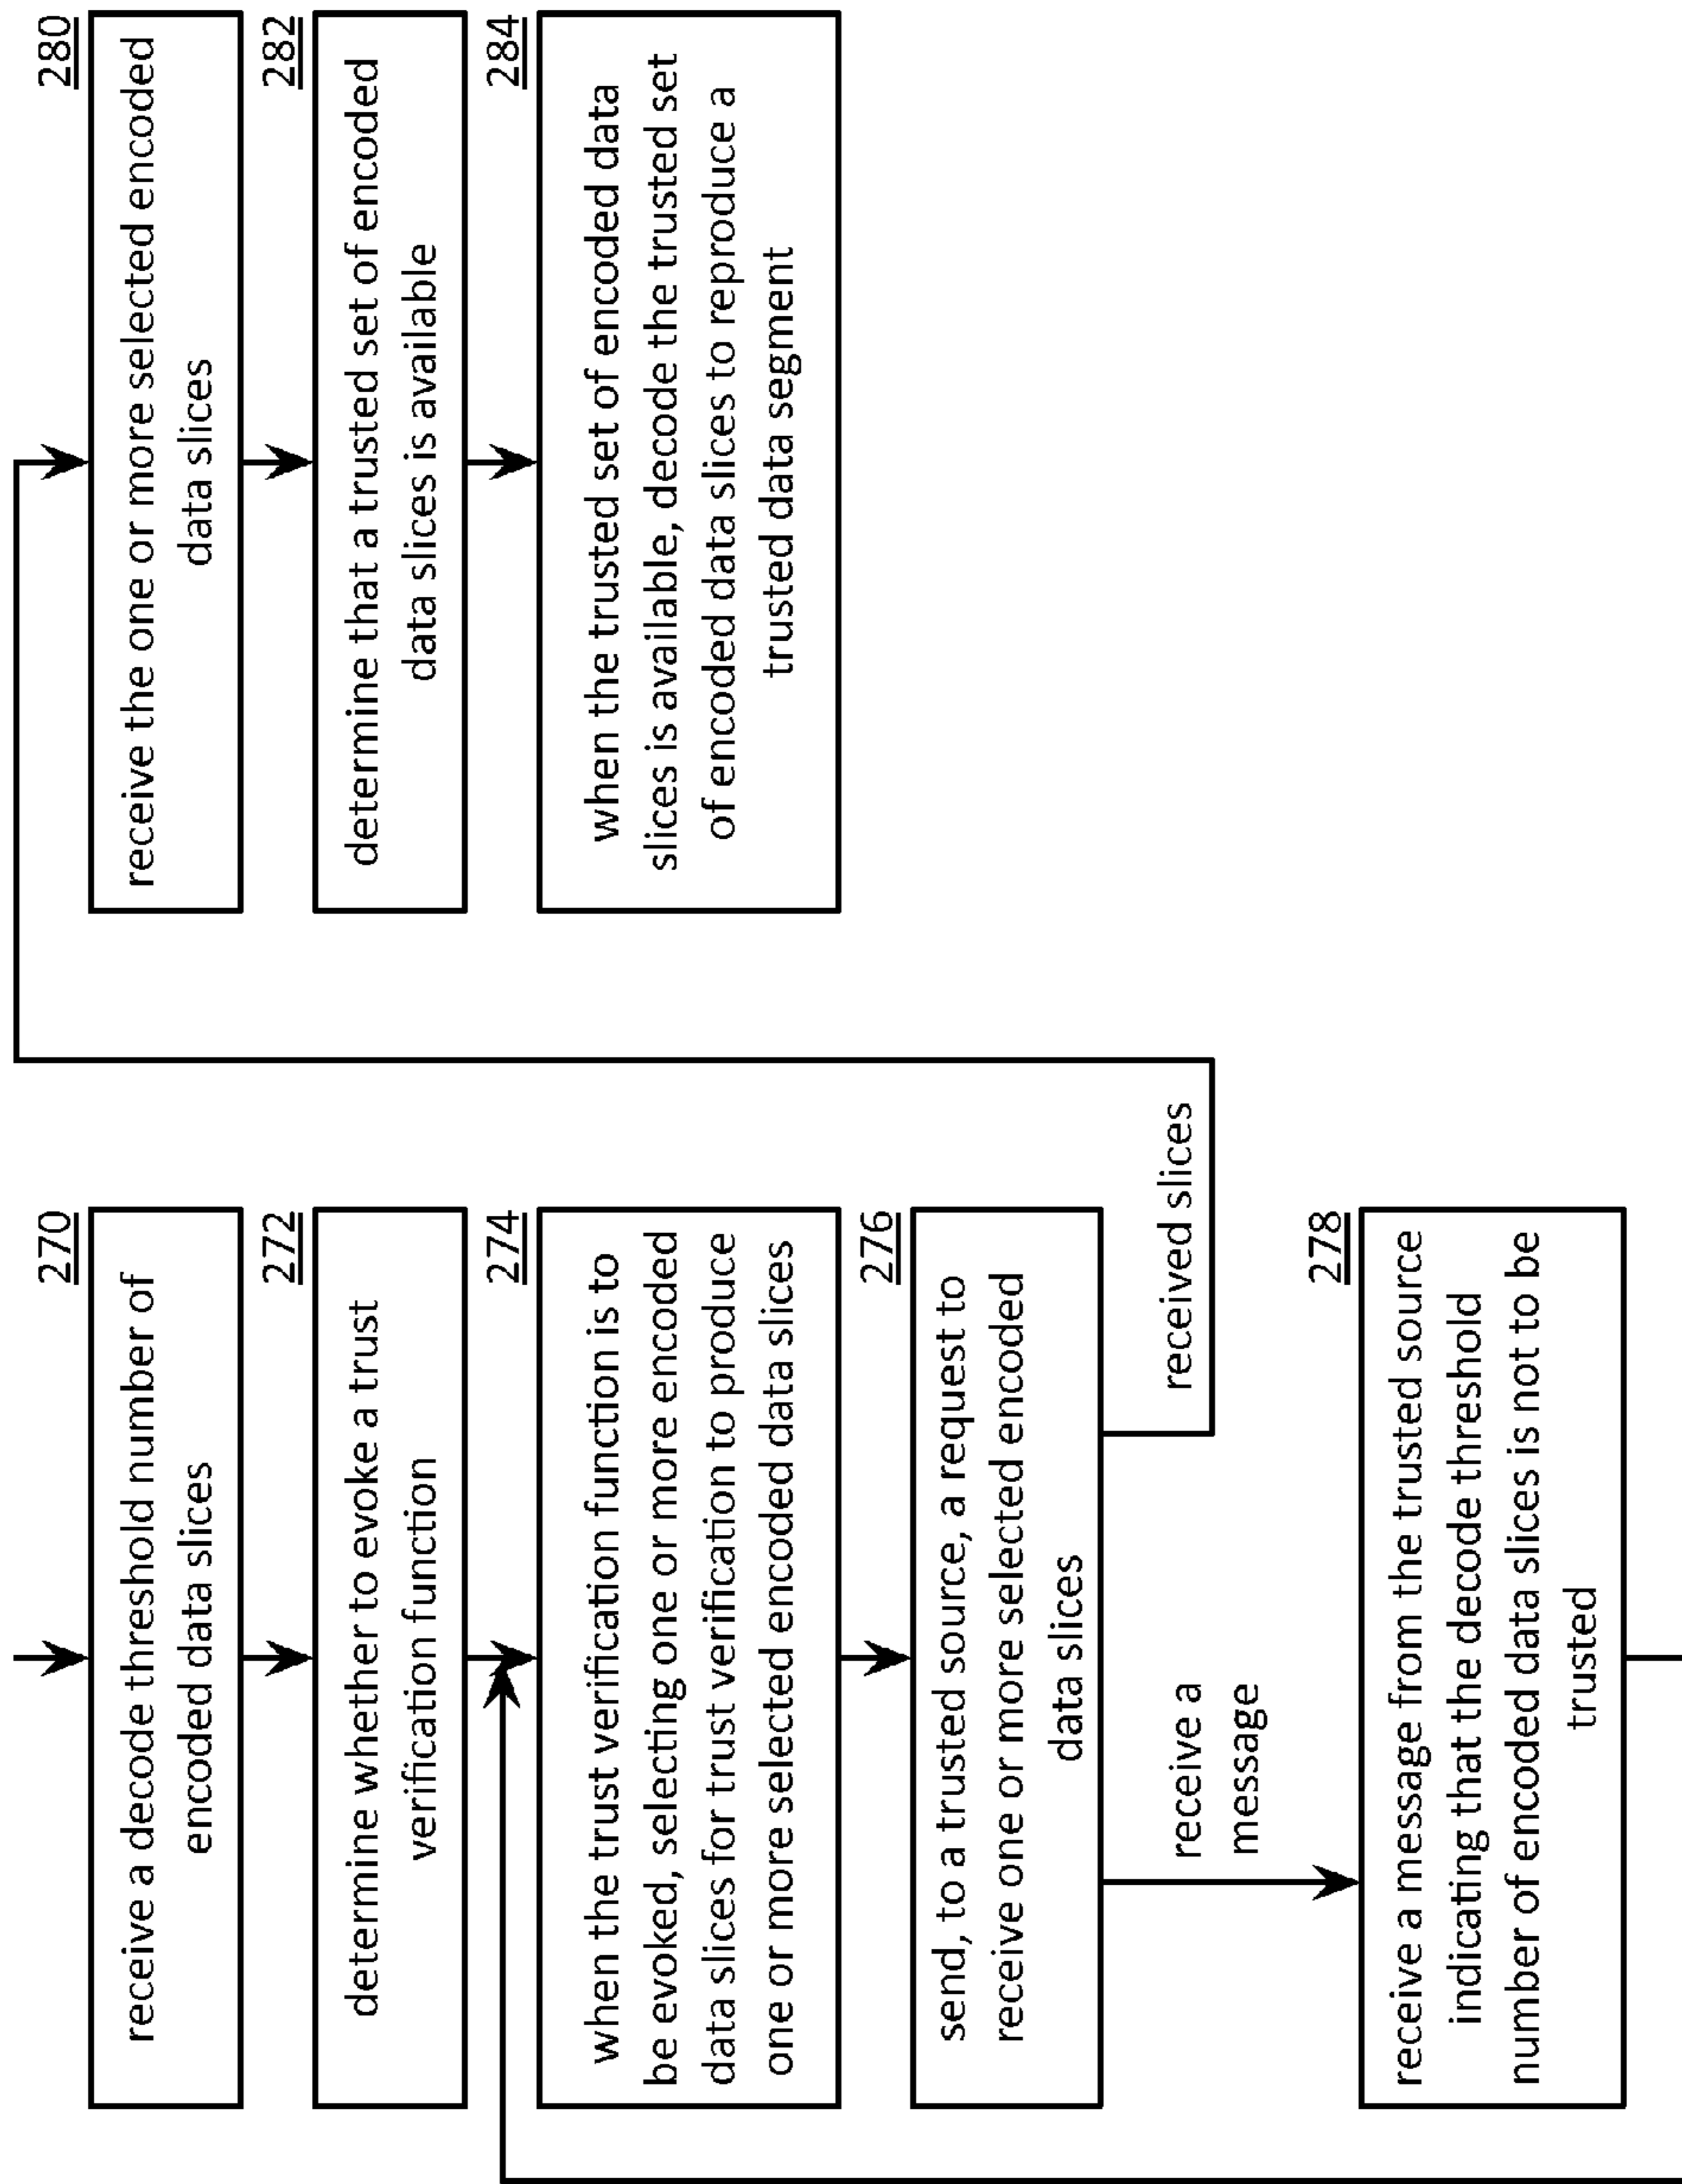 270
receive a decode threshold number of
encoded data slices
272
determine whether to evoke a trust
verification function
274
when the trust verification function is to
be evoked, selecting one or more encoded
data slices for trust verification to produce
one or more selected encoded data slices
276
send, to a trusted source, a request to
receive one or more selected encoded
data slices
receive a
message
received slices
278
receive a message from the trusted source
indicating that the decode threshold
number of encoded data slices is not to be
trusted
280
receive the one or more selected encoded
data slices
282
determine that a trusted set of encoded
data slices is available
284
when the trusted set of encoded data
slices is available, decode the trusted set
of encoded data slices to reproduce a
trusted data segment